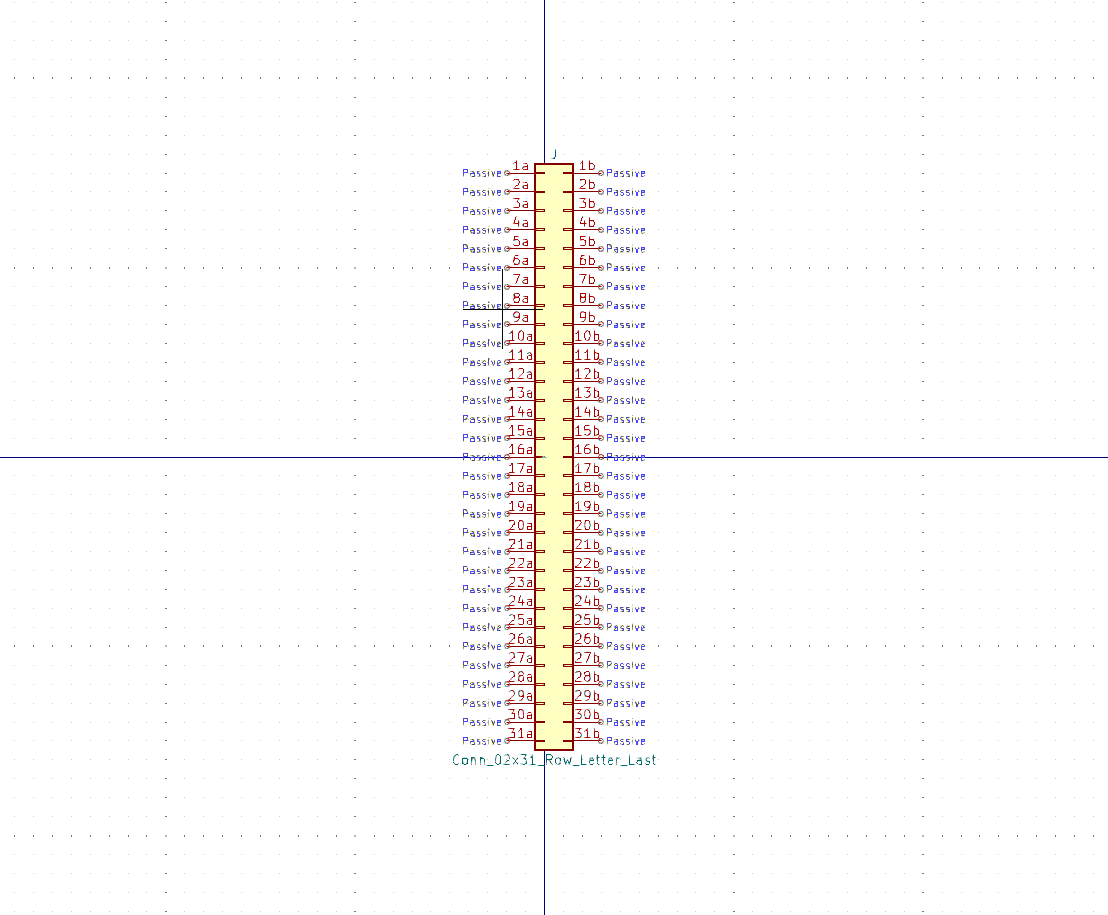 J
Passive 1a 1b Passive
Passive 2a 2b Passive
Passive 3a 3b Passive
Passive 4a 4b Passive
Passive 5a 5b Passive
Passive 6a 6b Passive
Passive 7a 7b Passive
Passive 8a 8b Passive
Passive 9a 9b Passive
Passive 10a 10b Passive
Passive 11a 11b Passive
Passive 12a 12b Passive
Passive 13a 13b Passive
Passive 14a 14b Passive
Passive 15a 15b Passive
Passive 16a 16b Passive
Passive 17a 17b Passive
Passive 18a 18b Passive
Passive 19a 19b Passive
Passive 20a 20b Passive
Passive 21a 21b Passive
Passive 22a 22b Passive
Passive 23a 23b Passive
Passive 24a 24b Passive
Passive 25a 25b Passive
Passive 26a 26b Passive
Passive 27a 27b Passive
Passive 28a 28b Passive
Passive 29a 29b Passive
Passive 30a 30b Passive
Passive 31a 31b Passive
Conn_02x31_Row_Letter_Last